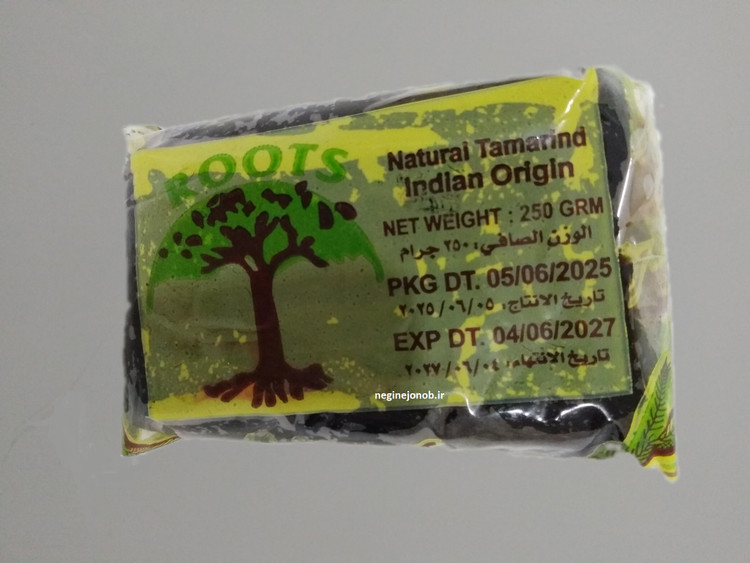 ROOTS
Natural Tamarind
Indian Origin
NET WEIGHT : 250 GRM
الوزن الصافي: ٢٥٠ جرام
PKG DT. 05/06/2025
تاريخ الانتاج: ٢٠٢٥/٠٦/٠٥
EXP DT. 04/06/2027
تاريخ الانتهاء: ٢٠٢٧/٠٦/٠٤
neginejonob.ir